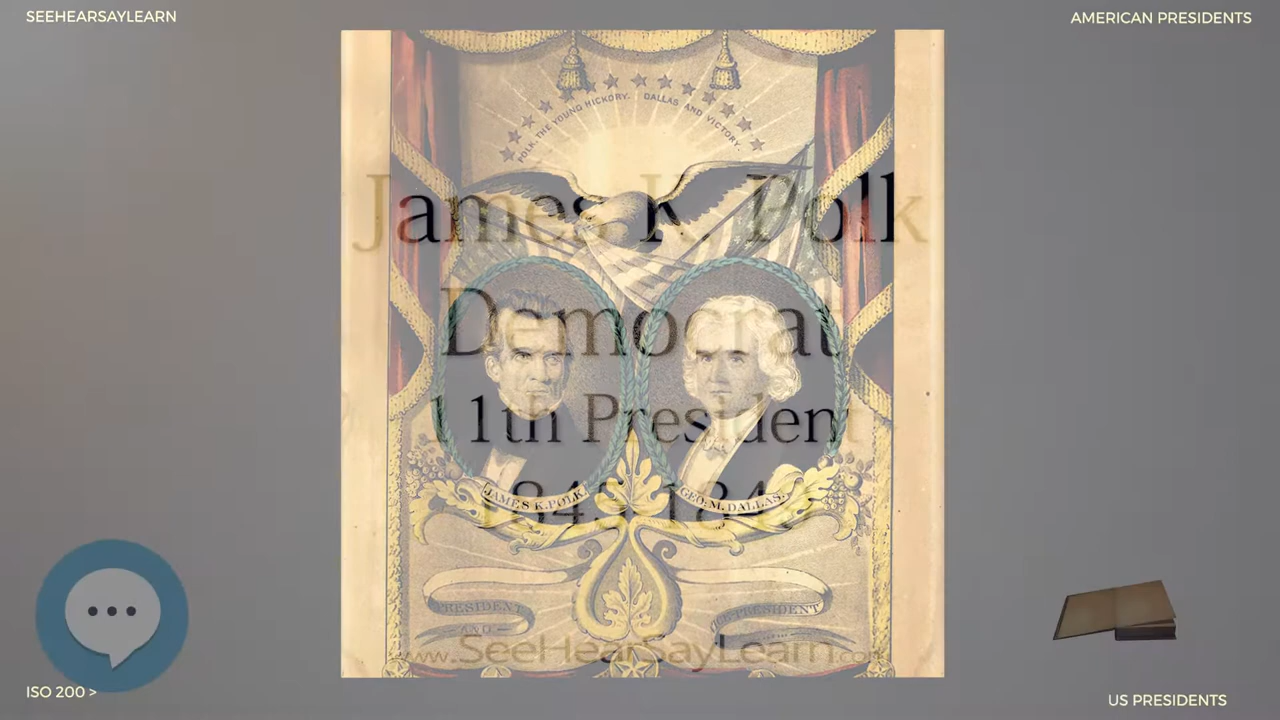 SEEHEARSAYLEARN
AMERICAN PRESIDENTS
POLK, THE YOUNG HICKORY. DALLAS AND VICTORY.
James K. Polk
Democrat
11th President
JAMES K. POLK.
GEO. M. DALLAS.
PRESIDENT
VICE-PRESIDENT
AND
www.SeeHearSayLearn.com
ISO 200 >
US PRESIDENTS